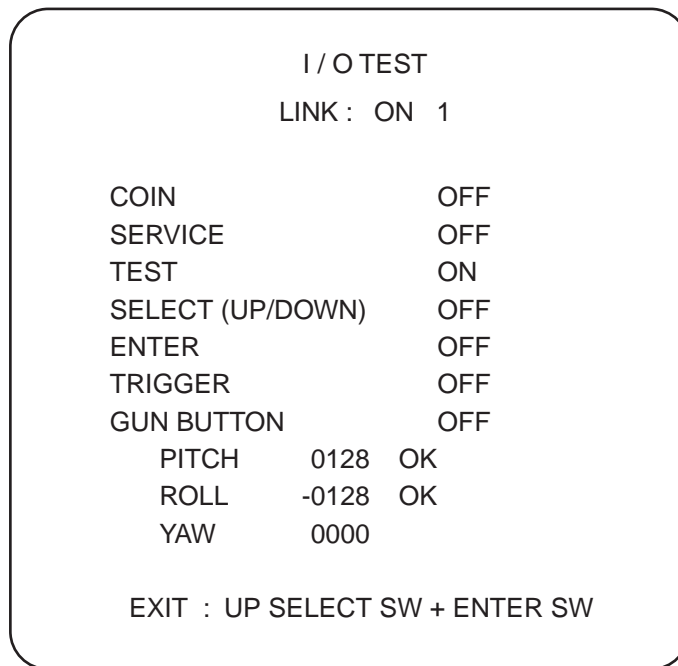 I / O TEST
LINK : ON 1
COIN OFF
SERVICE OFF
TEST ON
SELECT (UP/DOWN) OFF
ENTER OFF
TRIGGER OFF
GUN BUTTON OFF
PITCH 0128 OK
ROLL -0128 OK
YAW 0000
EXIT : UP SELECT SW + ENTER SW